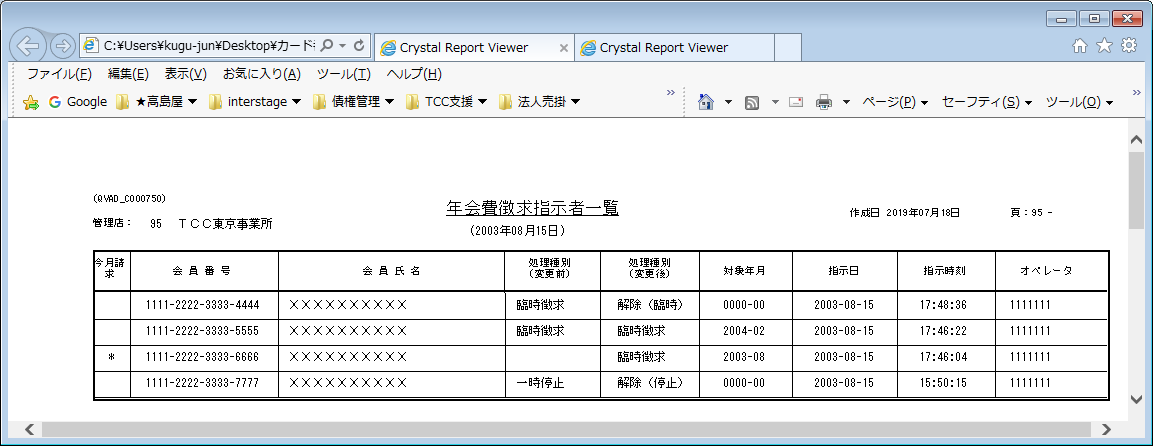 C:¥Users¥kugu-jun¥Desktop¥カード
Crystal Report Viewer
Crystal Report Viewer
ファイル(F) 編集(E) 表示(V) お気に入り(A) ツール(T) ヘルプ(H)
Google ★高島屋 interstage 債権管理 TCC支援 法人売掛 ページ(P) セーフティ(S) ツール(O)
(QVAD_C000750)
年会費徴求指示者一覧
管理店： 95 ＴＣＣ東京事業所
作成日 2019年07月18日 頁：95 -
(2003年08月15日)
今月請求 会員番号 会員氏名 処理種別(変更前) 処理種別(変更後) 対象年月 指示日 指示時刻 オペレータ
1111-2222-3333-4444 ＸＸＸＸＸＸＸＸＸＸ 臨時徴求 解除（臨時） 0000-00 2003-08-15 17:48:36 1111111
1111-2222-3333-5555 ＸＸＸＸＸＸＸＸＸＸ 臨時徴求 臨時徴求 2004-02 2003-08-15 17:46:22 1111111
* 1111-2222-3333-6666 ＸＸＸＸＸＸＸＸＸＸ 臨時徴求 2003-08 2003-08-15 17:46:04 1111111
1111-2222-3333-7777 ＸＸＸＸＸＸＸＸＸＸ 一時停止 解除（停止） 0000-00 2003-08-15 15:50:15 1111111